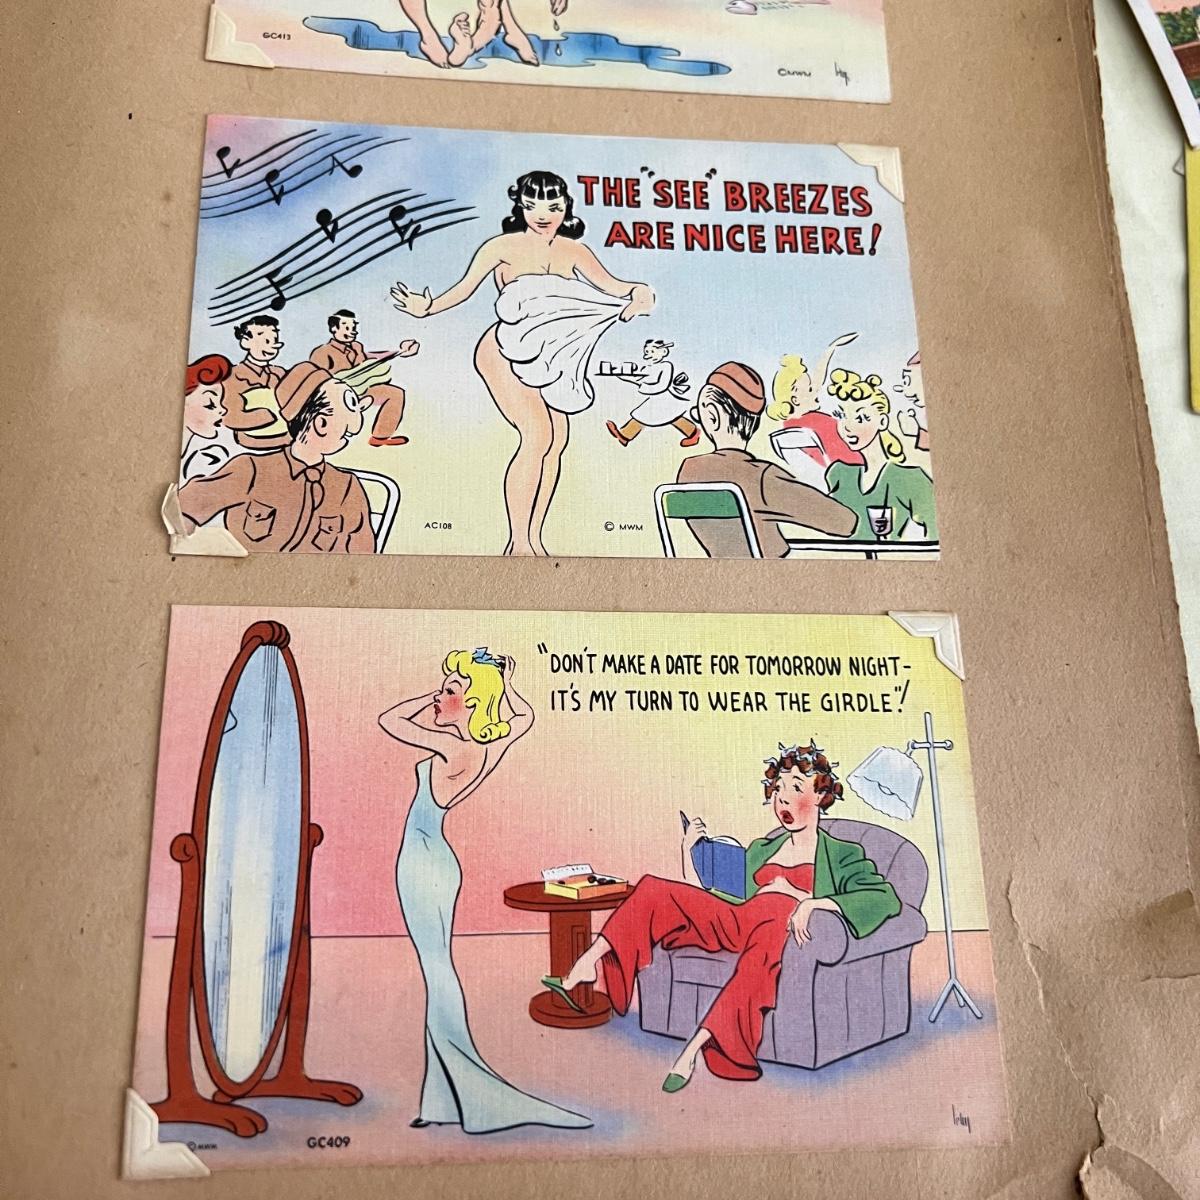 GC413
©MWM
THE "SEE" BREEZES
ARE NICE HERE!
AC108
© MWM
"DON'T MAKE A DATE FOR TOMORROW NIGHT-
IT'S MY TURN TO WEAR THE GIRDLE"!
©MWM
GC409